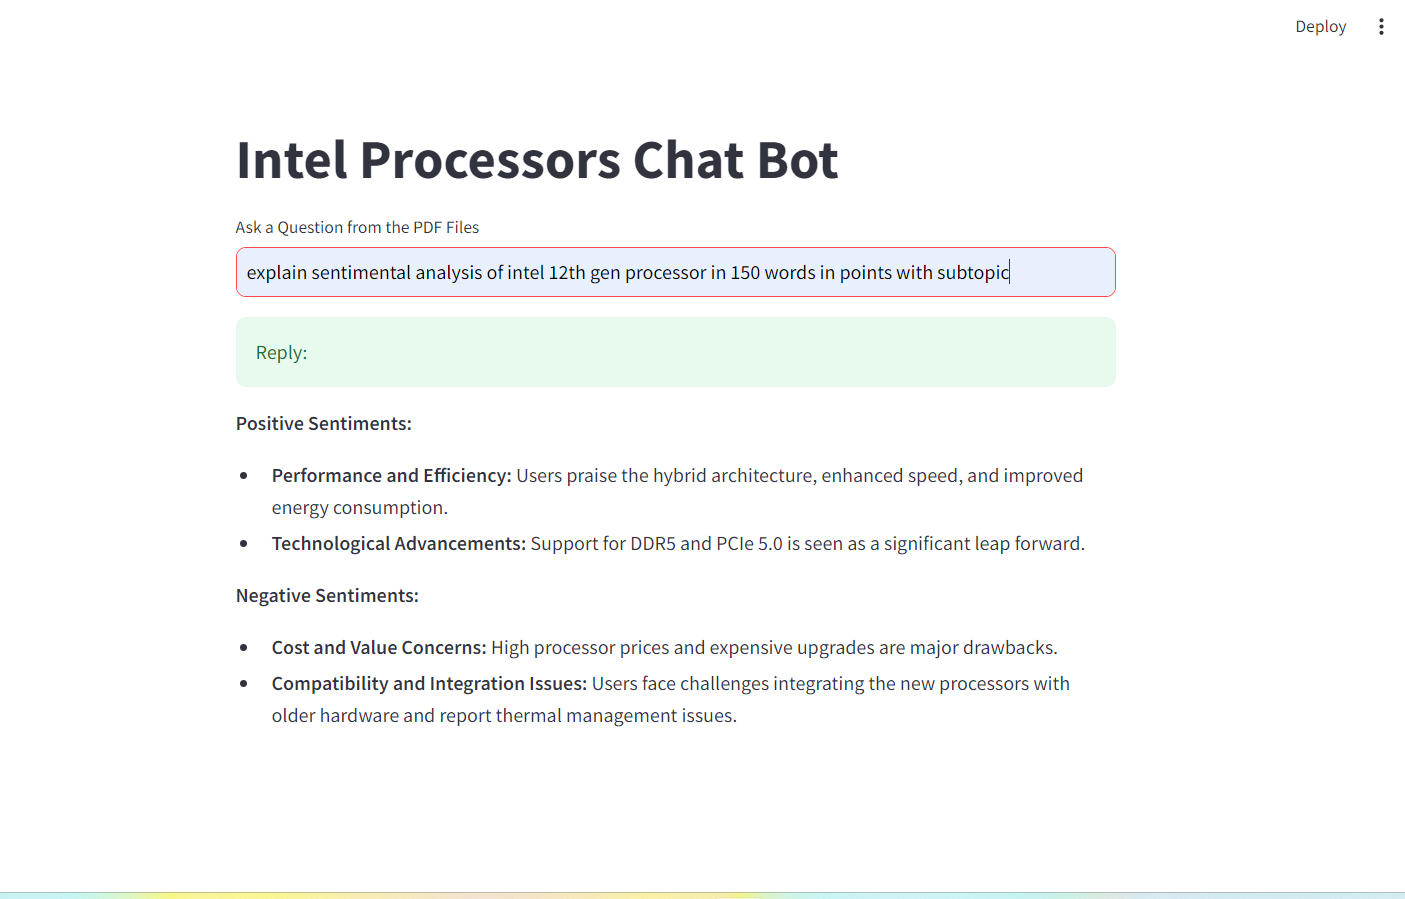 Deploy
Intel Processors Chat Bot
Ask a Question from the PDF Files
explain sentimental analysis of intel 12th gen processor in 150 words in points with subtopic
Reply:
Positive Sentiments:
• Performance and Efficiency: Users praise the hybrid architecture, enhanced speed, and improved
energy consumption.
• Technological Advancements: Support for DDR5 and PCIe 5.0 is seen as a significant leap forward.
Negative Sentiments:
• Cost and Value Concerns: High processor prices and expensive upgrades are major drawbacks.
• Compatibility and Integration Issues: Users face challenges integrating the new processors with
older hardware and report thermal management issues.